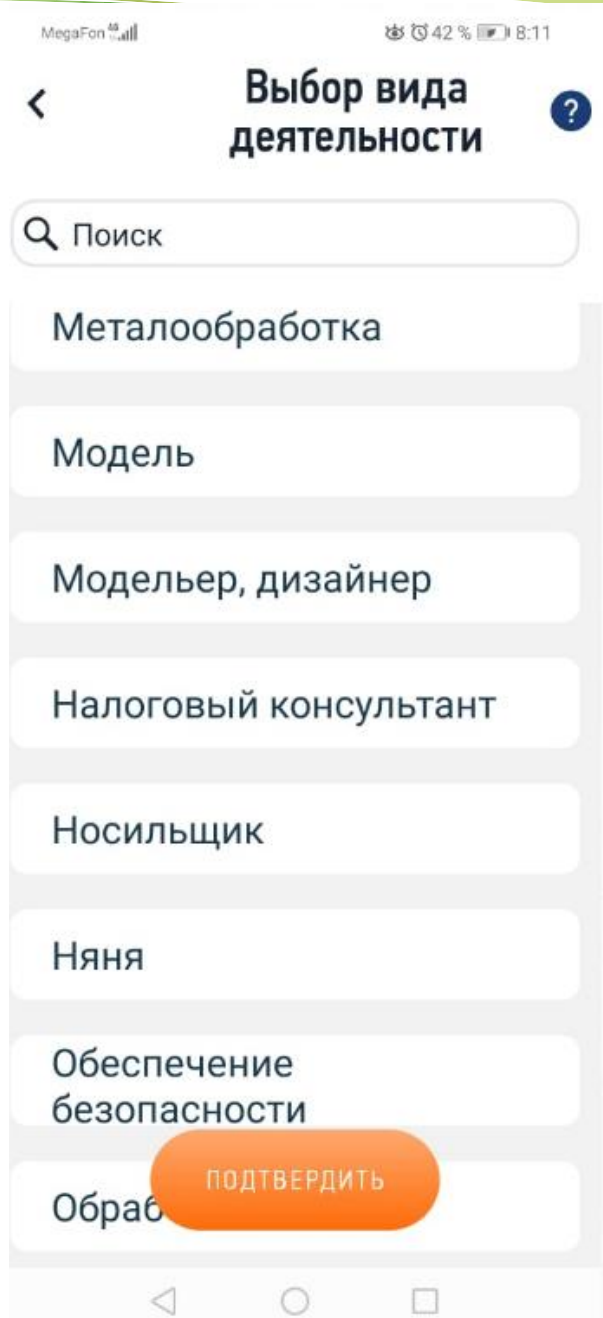 MegaFon 42 % 8:11
Выбор вида
деятельности
?
Поиск
Металообработка
Модель
Модельер, дизайнер
Налоговый консультант
Носильщик
Няня
Обеспечение
безопасности
Обраб
ПОДТВЕРДИТЬ